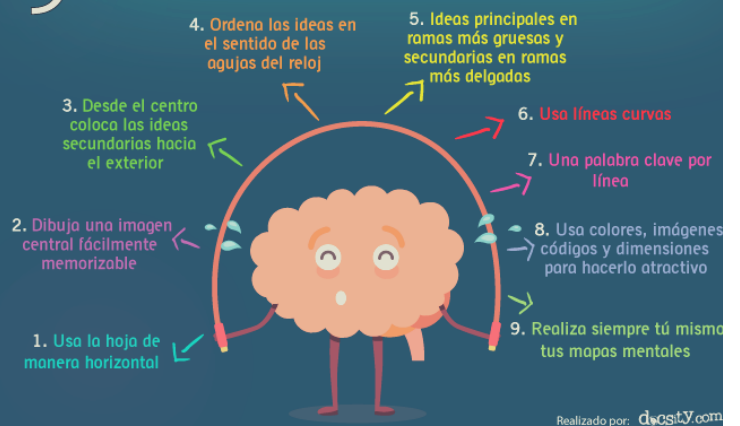 1. Usa la hoja de
manera horizontal
2. Dibuja una imagen
central fácilmente
memorizable
3. Desde el centro
coloca las ideas
secundarias hacia
el exterior
4. Ordena las ideas en
el sentido de las
agujas del reloj
5. Ideas principales en
ramas más gruesas y
secundarias en ramas
más delgadas
6. Usa líneas curvas
7. Una palabra clave por
línea
8. Usa colores, imágenes
códigos y dimensiones
para hacerlo atractivo
9. Realiza siempre tú mismo
tus mapas mentales
Realizado por: docsity.com